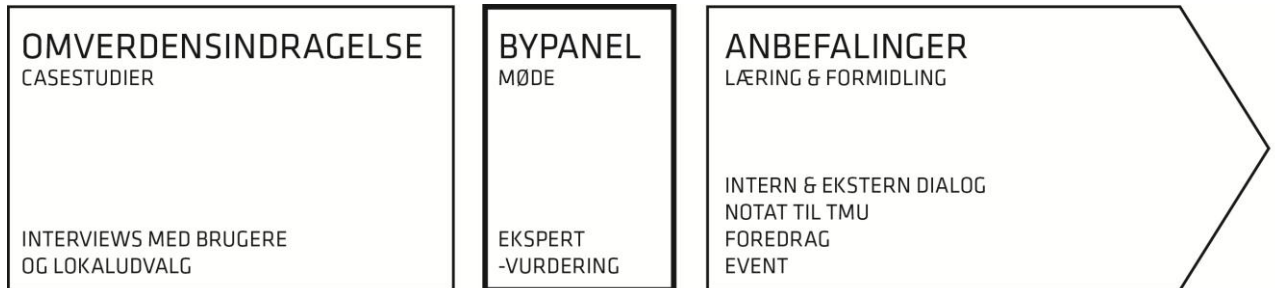 OMVERDENSINDRAGELSE
CASESTUDIER
INTERVIEWS MED BRUGERE
OG LOKALUDVALG
BYPANEL
MØDE
EKSPERT
-VURDERING
ANBEFALINGER
LÆRING & FORMIDLING
INTERN & EKSTERN DIALOG
NOTAT TIL TMU
FOREDRAG
EVENT